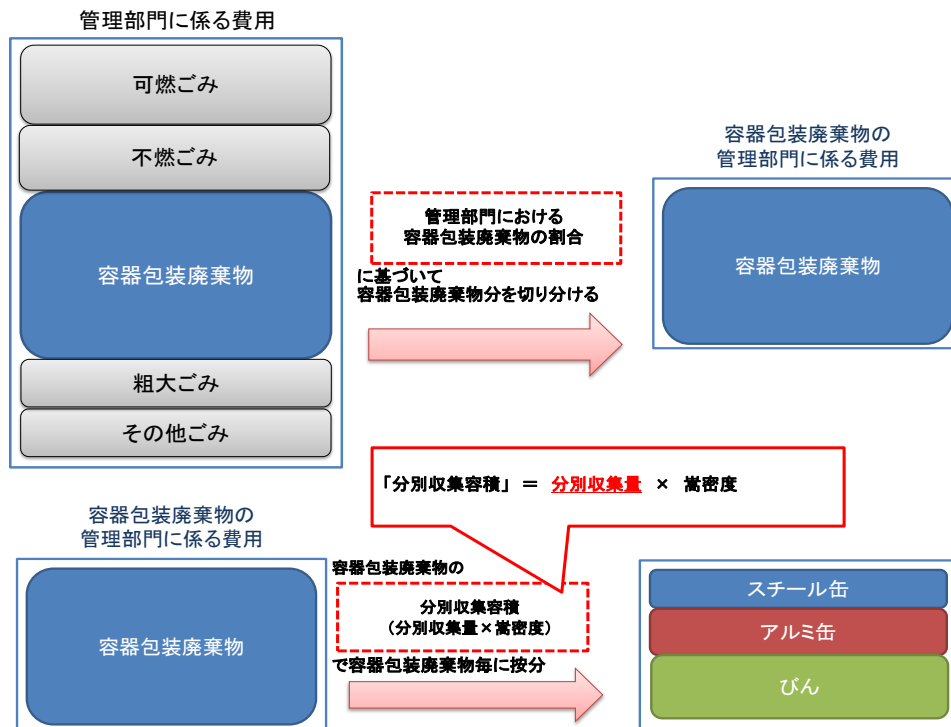 管理部門に係る費用
可燃ごみ
不燃ごみ
容器包装廃棄物
粗大ごみ
その他ごみ
管理部門における
容器包装廃棄物の割合
に基づいて
容器包装廃棄物分を切り分ける
容器包装廃棄物の
管理部門に係る費用
容器包装廃棄物
「分別収集容積」 = 分別収集量 × 嵩密度
容器包装廃棄物の
管理部門に係る費用
容器包装廃棄物
容器包装廃棄物の
分別収集容積
（分別収集量×嵩密度）
で容器包装廃棄物毎に按分
スチール缶
アルミ缶
びん